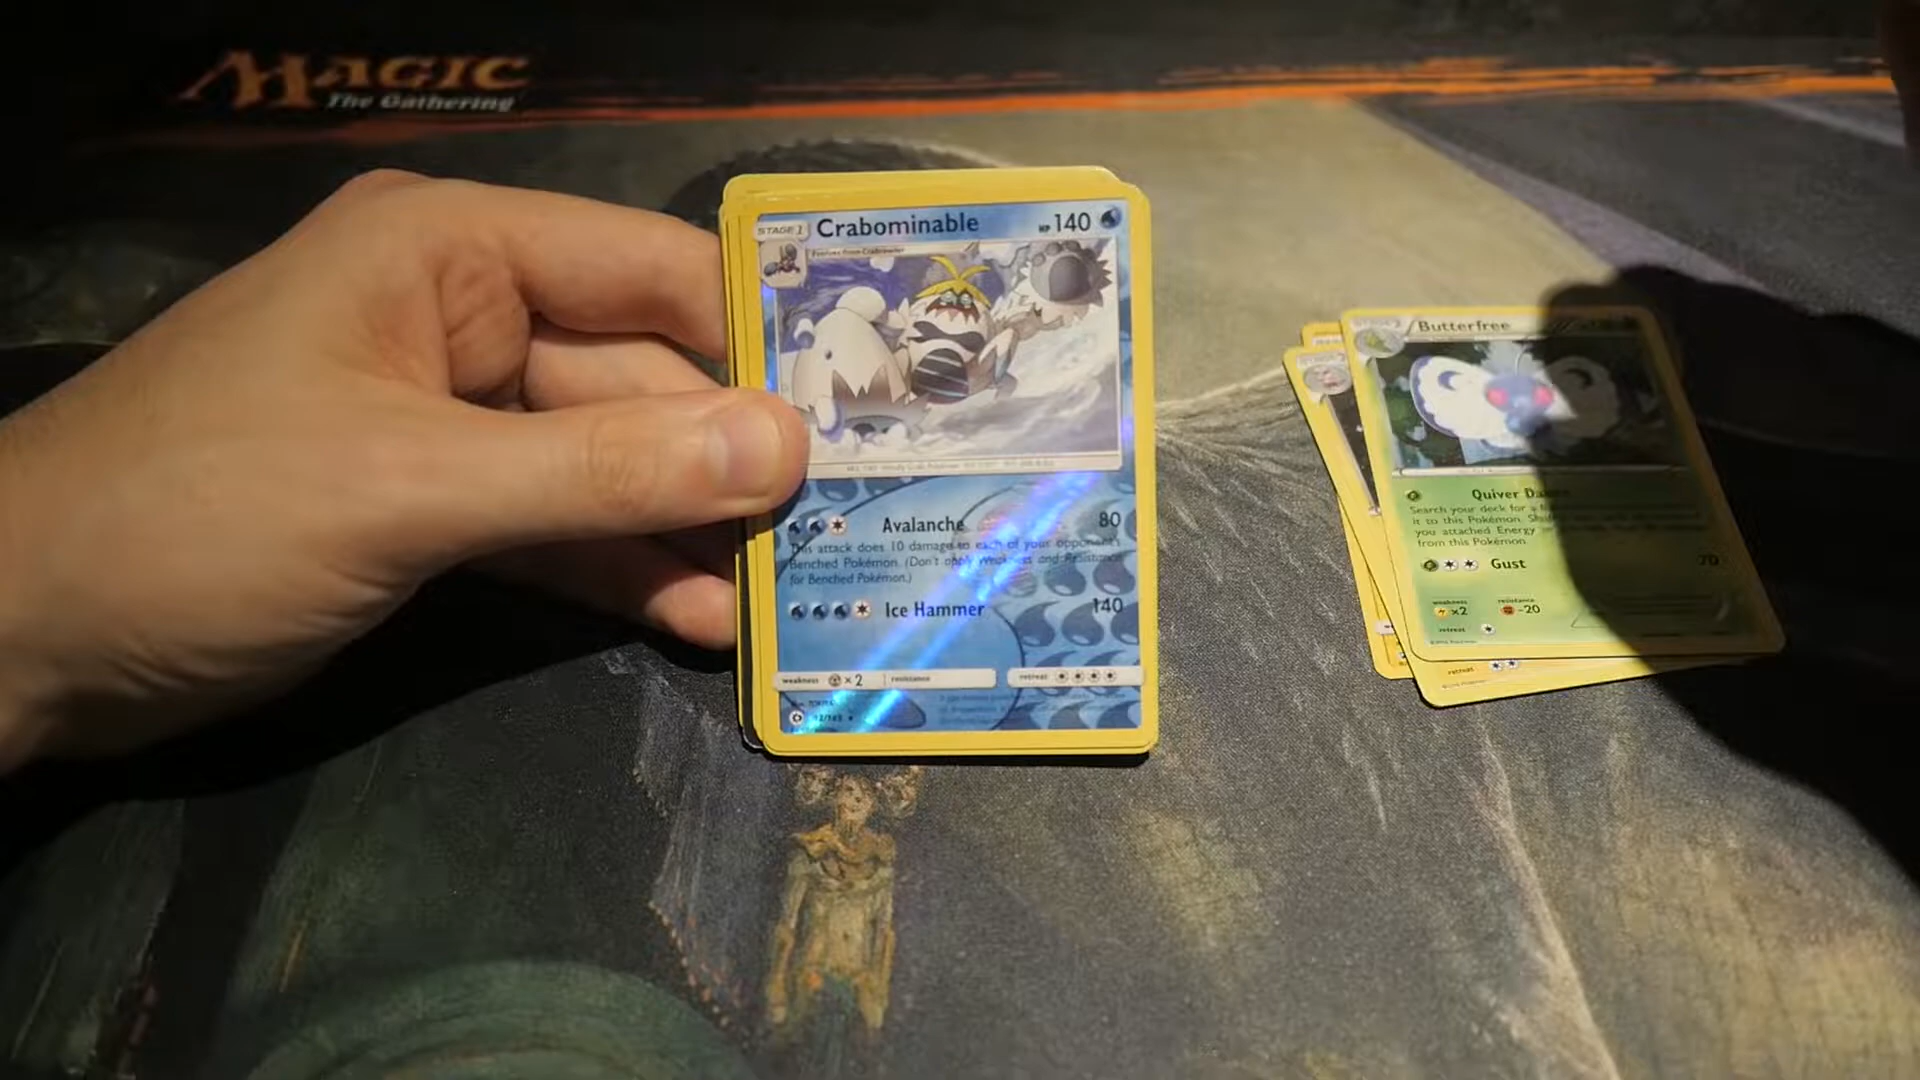 MAGIC
The Gathering
STAGE 1 Crabominable HP 140
Evolves from Crabrawler
Avalanche 80
This attack does 10 damage to each of your opponent's
Benched Pokémon. (Don't apply Weakness and Resistance
for Benched Pokémon.)
Ice Hammer 140
weakness ×2 resistance retreat
Butterfree
Quiver
Search your deck for a
it to this Pokémon.
you attached Energy
from this Pokémon.
Gust 70
weakness resistance
×2 -20
retreat
retreat